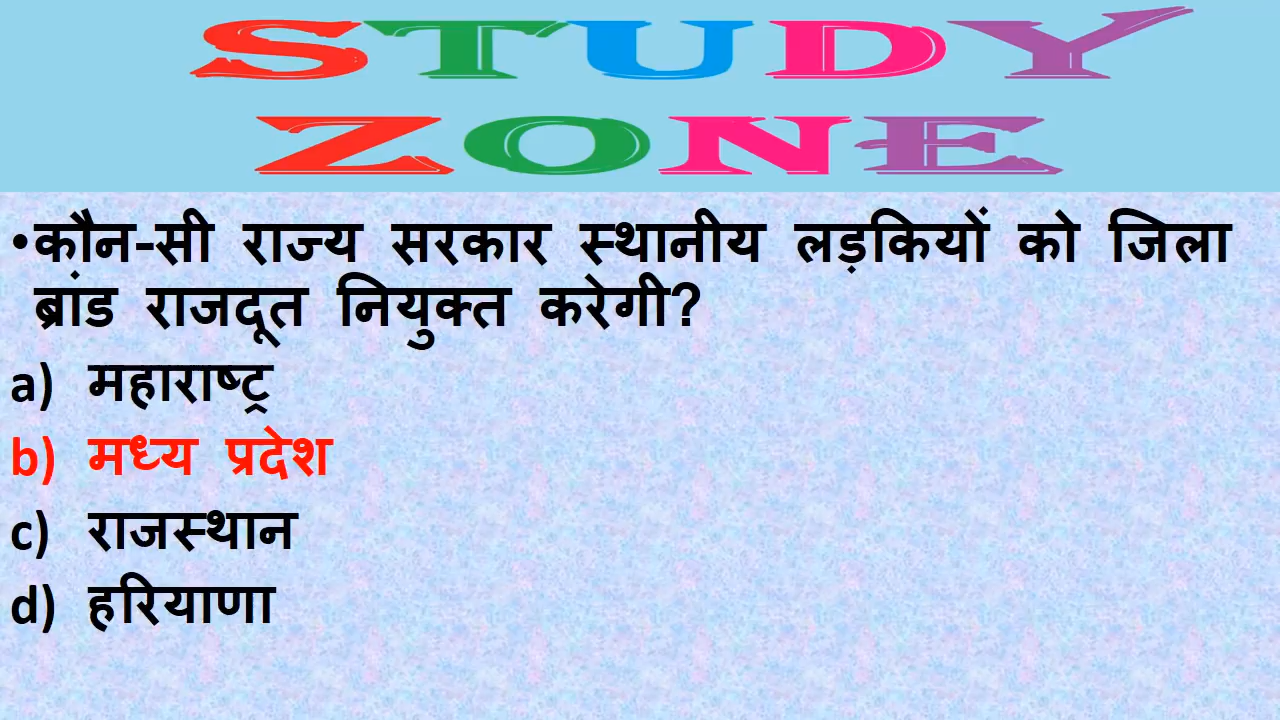 STUDY
ZONE
•कौन-सी राज्य सरकार स्थानीय लड़कियों को जिला
ब्रांड राजदूत नियुक्त करेगी?
a) महाराष्ट्र
b) मध्य प्रदेश
c) राजस्थान
d) हरियाणा